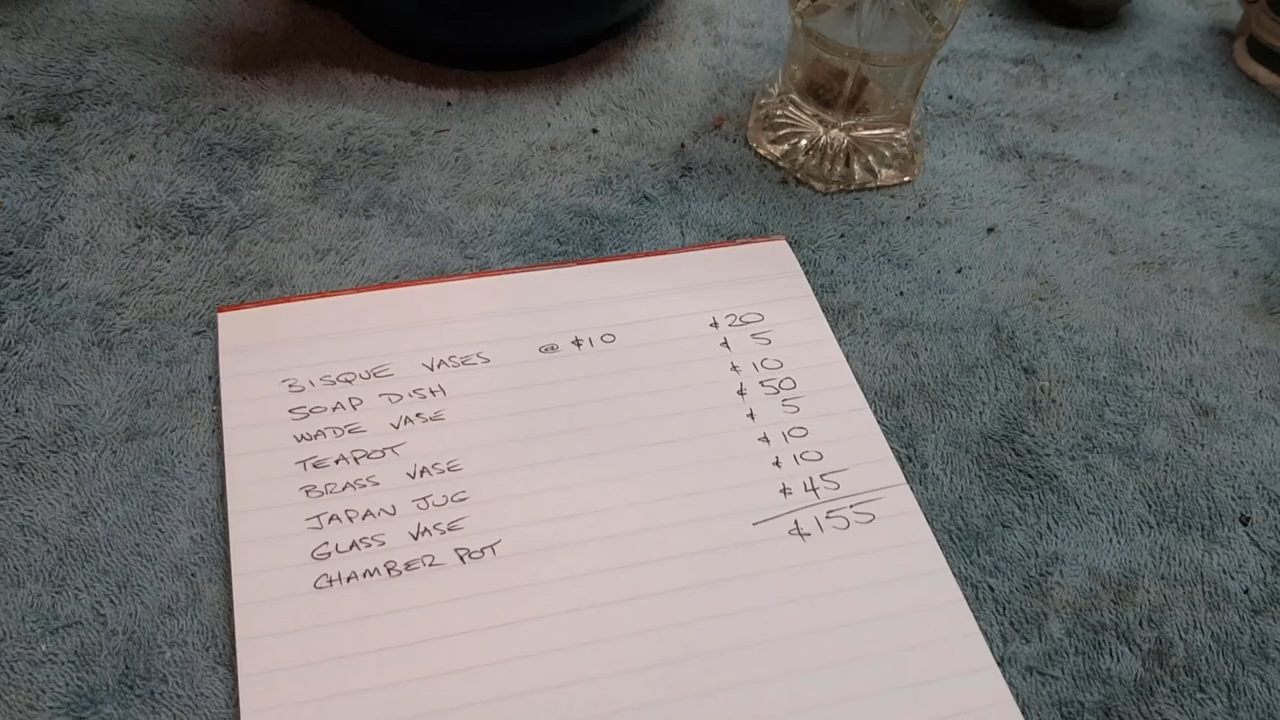 BISQUE VASES @ $10 $20
SOAP DISH $ 5
WADE VASE $10
TEAPOT $50
BRASS VASE $ 5
JAPAN JUG $10
GLASS VASE $10
CHAMBER POT $45
$155